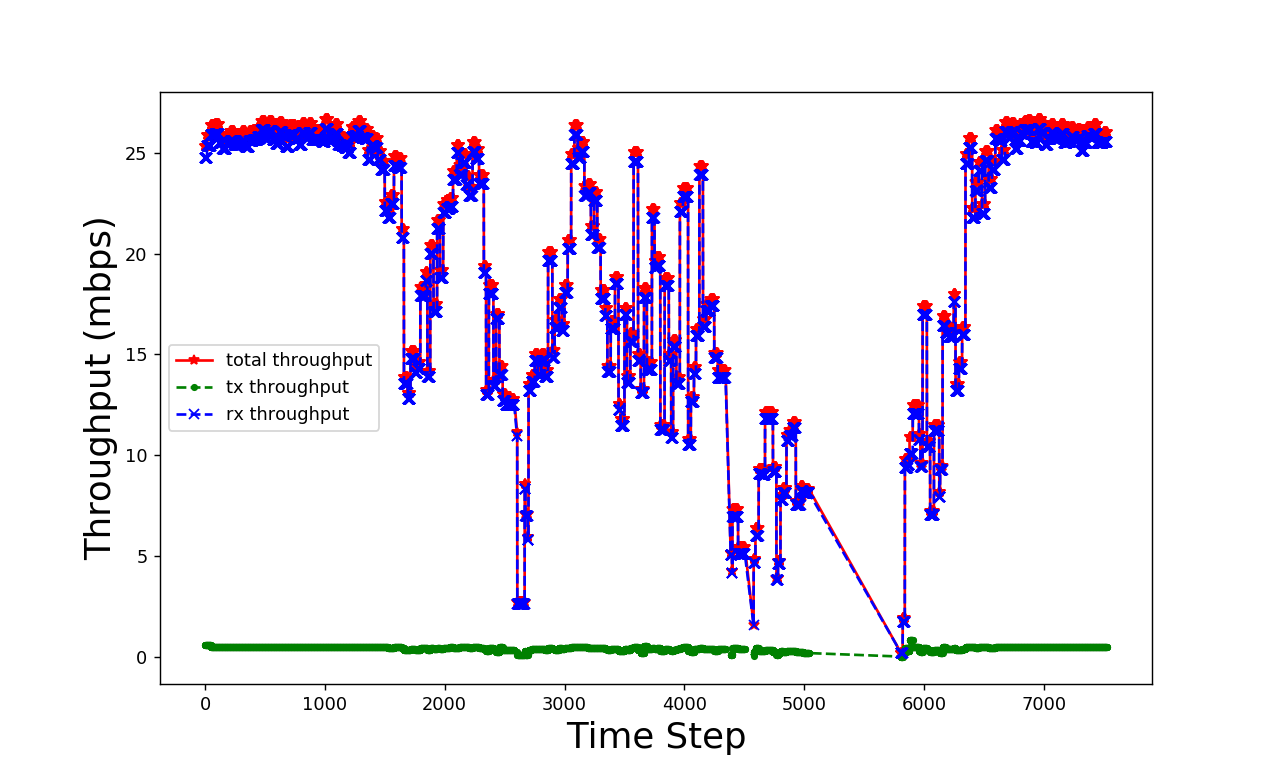 Throughput (mbps)
25
20
15
10
5
0
total throughput
tx throughput
rx throughput
0 1000 2000 3000 4000 5000 6000 7000
Time Step